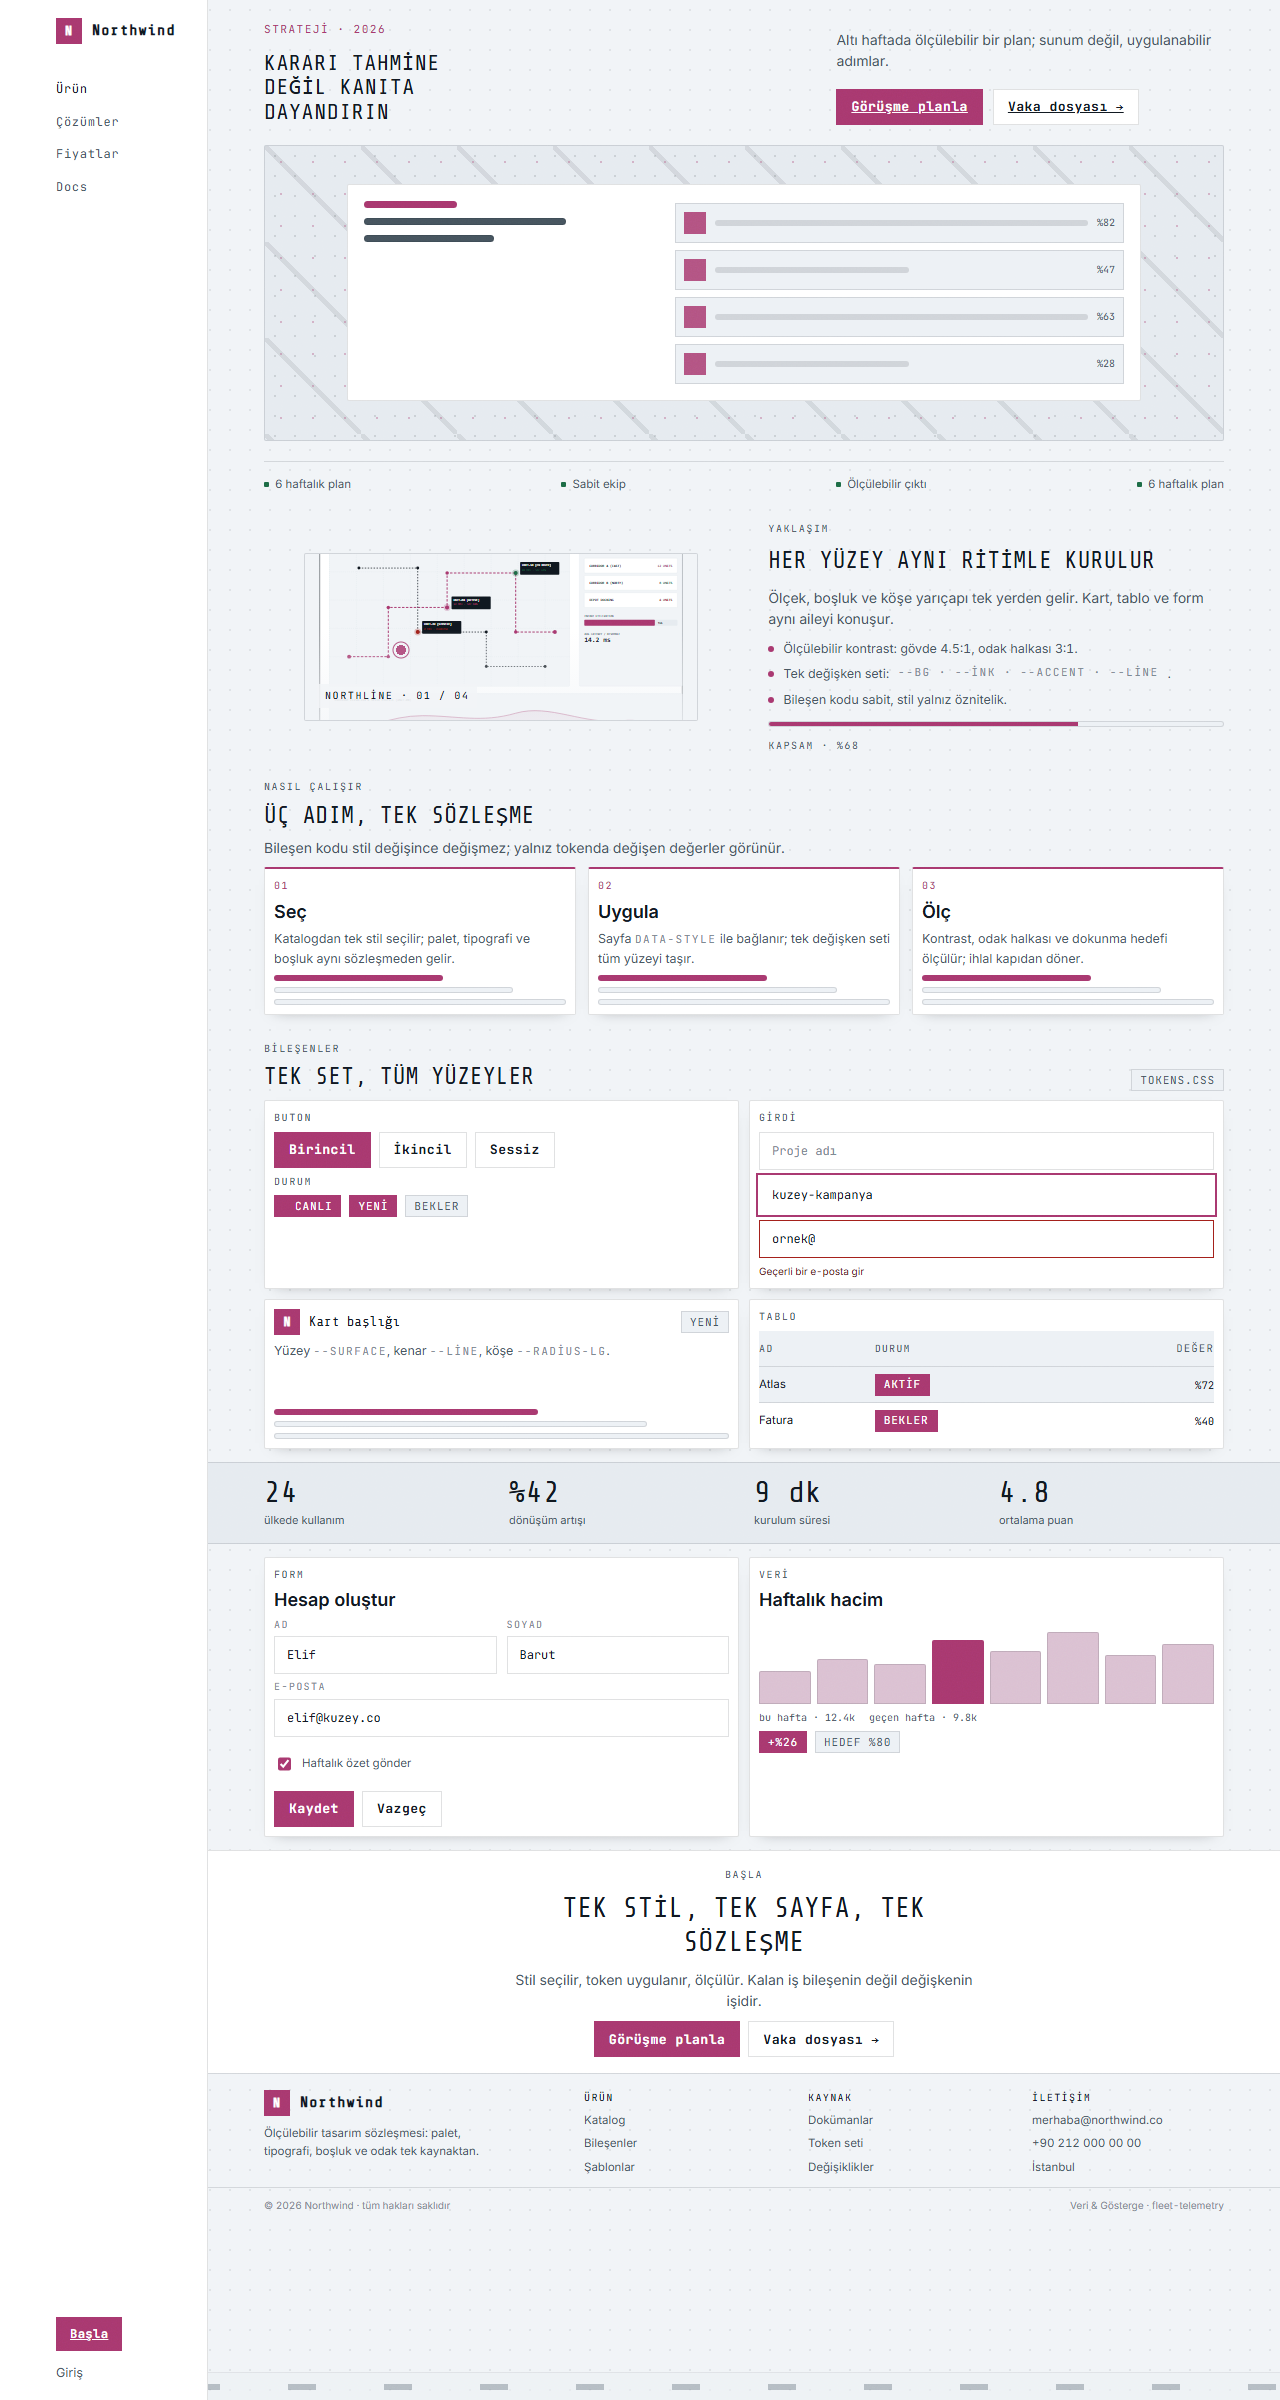 N Northwind
Ürün
Çözümler
Fiyatlar
Docs
STRATEJİ · 2026
KARARI TAHMİNE
DEĞİL KANITA
DAYANDIRIN
Altı haftada ölçülebilir bir plan; sunum değil, uygulanabilir
adımlar.
Görüşme planla
Vaka dosyası →
%82
%47
%63
%28
6 haftalık plan
Sabit ekip
Ölçülebilir çıktı
6 haftalık plan
14.2 ms
NORTHLİNE · 01 / 04
YAKLAŞIM
HER YÜZEY AYNI RİTİMLE KURULUR
Ölçek, boşluk ve köşe yarıçapı tek yerden gelir. Kart, tablo ve form
aynı aileyi konuşur.
Ölçülebilir kontrast: gövde 4.5:1, odak halkası 3:1.
Tek değişken seti: --BG · --İNK · --ACCENT · --LİNE .
Bileşen kodu sabit, stil yalnız öznitelik.
KAPSAM · %68
NASIL ÇALIŞIR
ÜÇ ADIM, TEK SÖZLEŞME
Bileşen kodu stil değişince değişmez; yalnız tokenda değişen değerler görünür.
01
Seç
Katalogdan tek stil seçilir; palet, tipografi ve
boşluk aynı sözleşmeden gelir.
02
Uygula
Sayfa DATA-STYLE ile bağlanır; tek değişken seti
tüm yüzeyi taşır.
03
Ölç
Kontrast, odak halkası ve dokunma hedefi
ölçülür; ihlal kapıdan döner.
BİLEŞENLER
TEK SET, TÜM YÜZEYLER
TOKENS.CSS
BUTON
Birincil
İkincil
Sessiz
DURUM
CANLI
YENİ
BEKLER
GİRDİ
Proje adı
kuzey-kampanya
ornek@
Geçerli bir e-posta gir
N Kart başlığı
YENİ
Yüzey --SURFACE, kenar --LİNE, köşe --RADİUS-LG.
TABLO
AD DURUM DEĞER
Atlas AKTİF %72
Fatura BEKLER %40
24
ülkede kullanım
%42
dönüşüm artışı
9 dk
kurulum süresi
4.8
ortalama puan
FORM
Hesap oluştur
AD
Elif
SOYAD
Barut
E-POSTA
elif@kuzey.co
Haftalık özet gönder
Kaydet
Vazgeç
VERİ
Haftalık hacim
bu hafta · 12.4k geçen hafta · 9.8k
+%26
HEDEF %80
BAŞLA
TEK STİL, TEK SAYFA, TEK
SÖZLEŞME
Stil seçilir, token uygulanır, ölçülür. Kalan iş bileşenin değil değişkenin
işidir.
Görüşme planla
Vaka dosyası →
N Northwind
Ölçülebilir tasarım sözleşmesi: palet,
tipografi, boşluk ve odak tek kaynaktan.
ÜRÜN
Katalog
Bileşenler
Şablonlar
KAYNAK
Dokümanlar
Token seti
Değişiklikler
İLETİŞİM
merhaba@northwind.co
+90 212 000 00 00
İstanbul
© 2026 Northwind · tüm hakları saklıdır
Veri & Gösterge · fleet-telemetry
Başla
Giriş